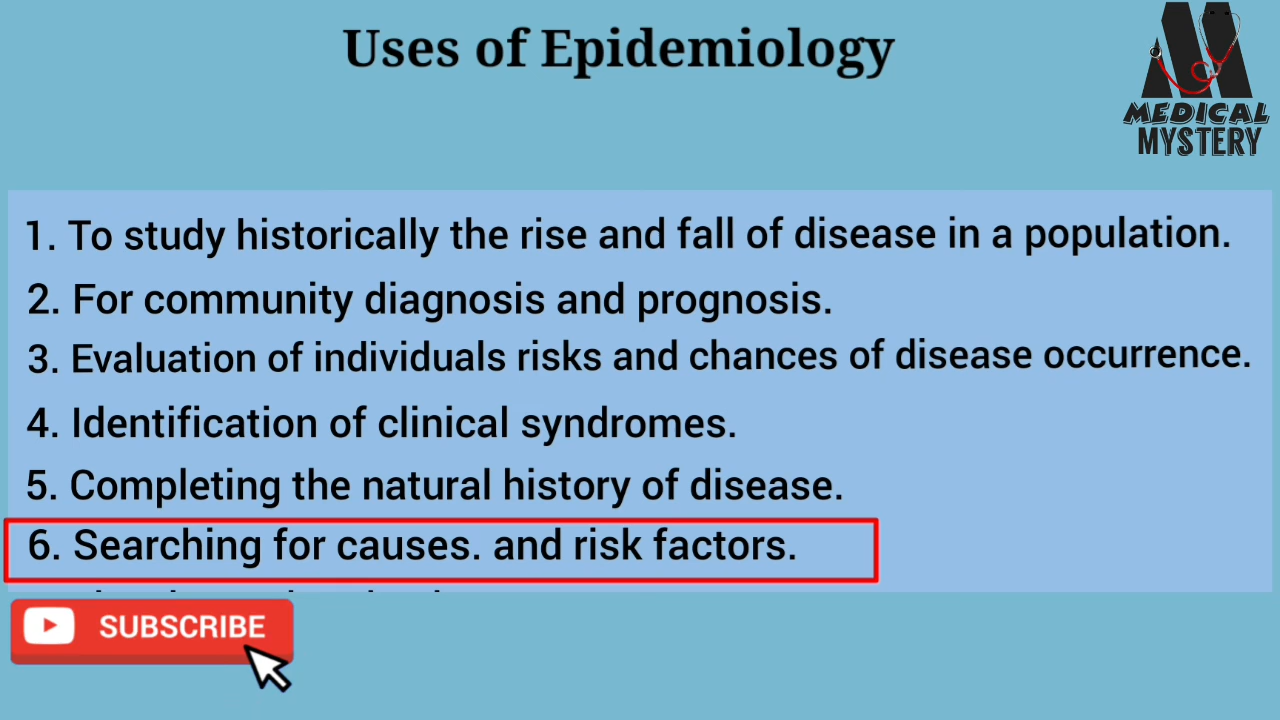 Uses of Epidemiology
MEDICAL
MYSTERY
1. To study historically the rise and fall of disease in a population.
2. For community diagnosis and prognosis.
3. Evaluation of individuals risks and chances of disease occurrence.
4. Identification of clinical syndromes.
5. Completing the natural history of disease.
6. Searching for causes. and risk factors.
SUBSCRIBE